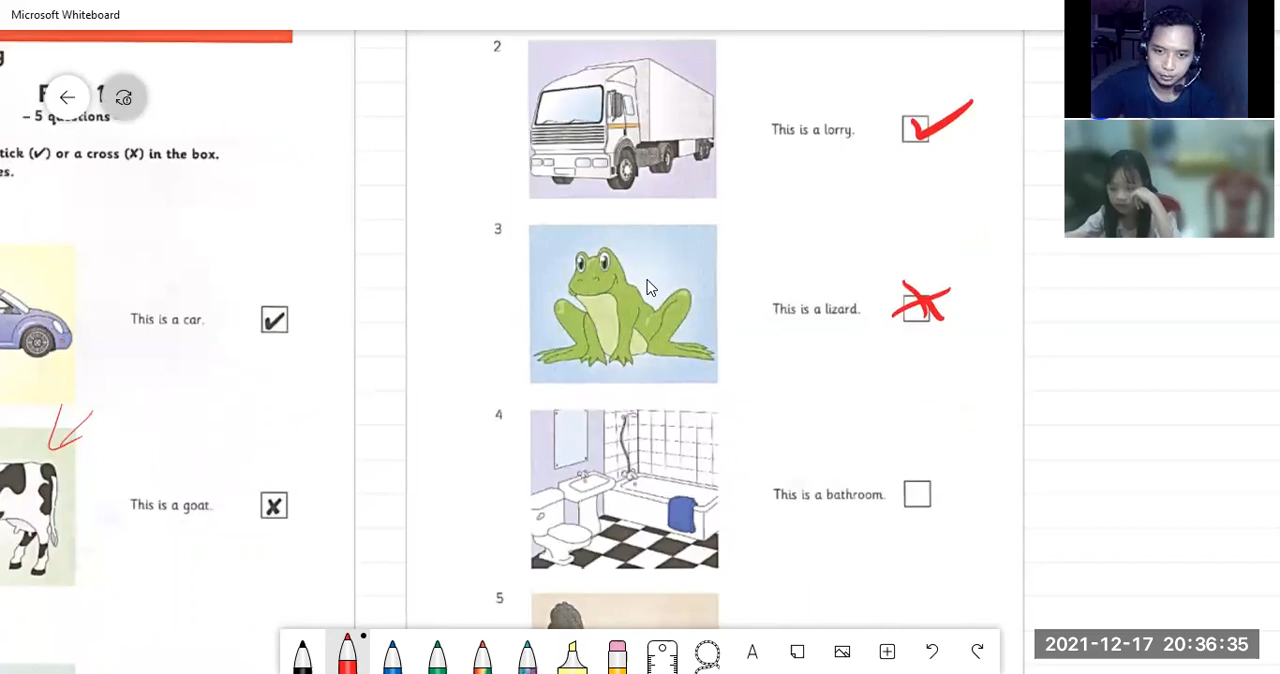 Microsoft Whiteboard
– 5 questions
tick (✔) or a cross (✘) in the box.
es.
This is a car.
This is a goat.
2
This is a lorry.
3
This is a lizard.
4
This is a bathroom.
5
A
2021-12-17 20:36:35